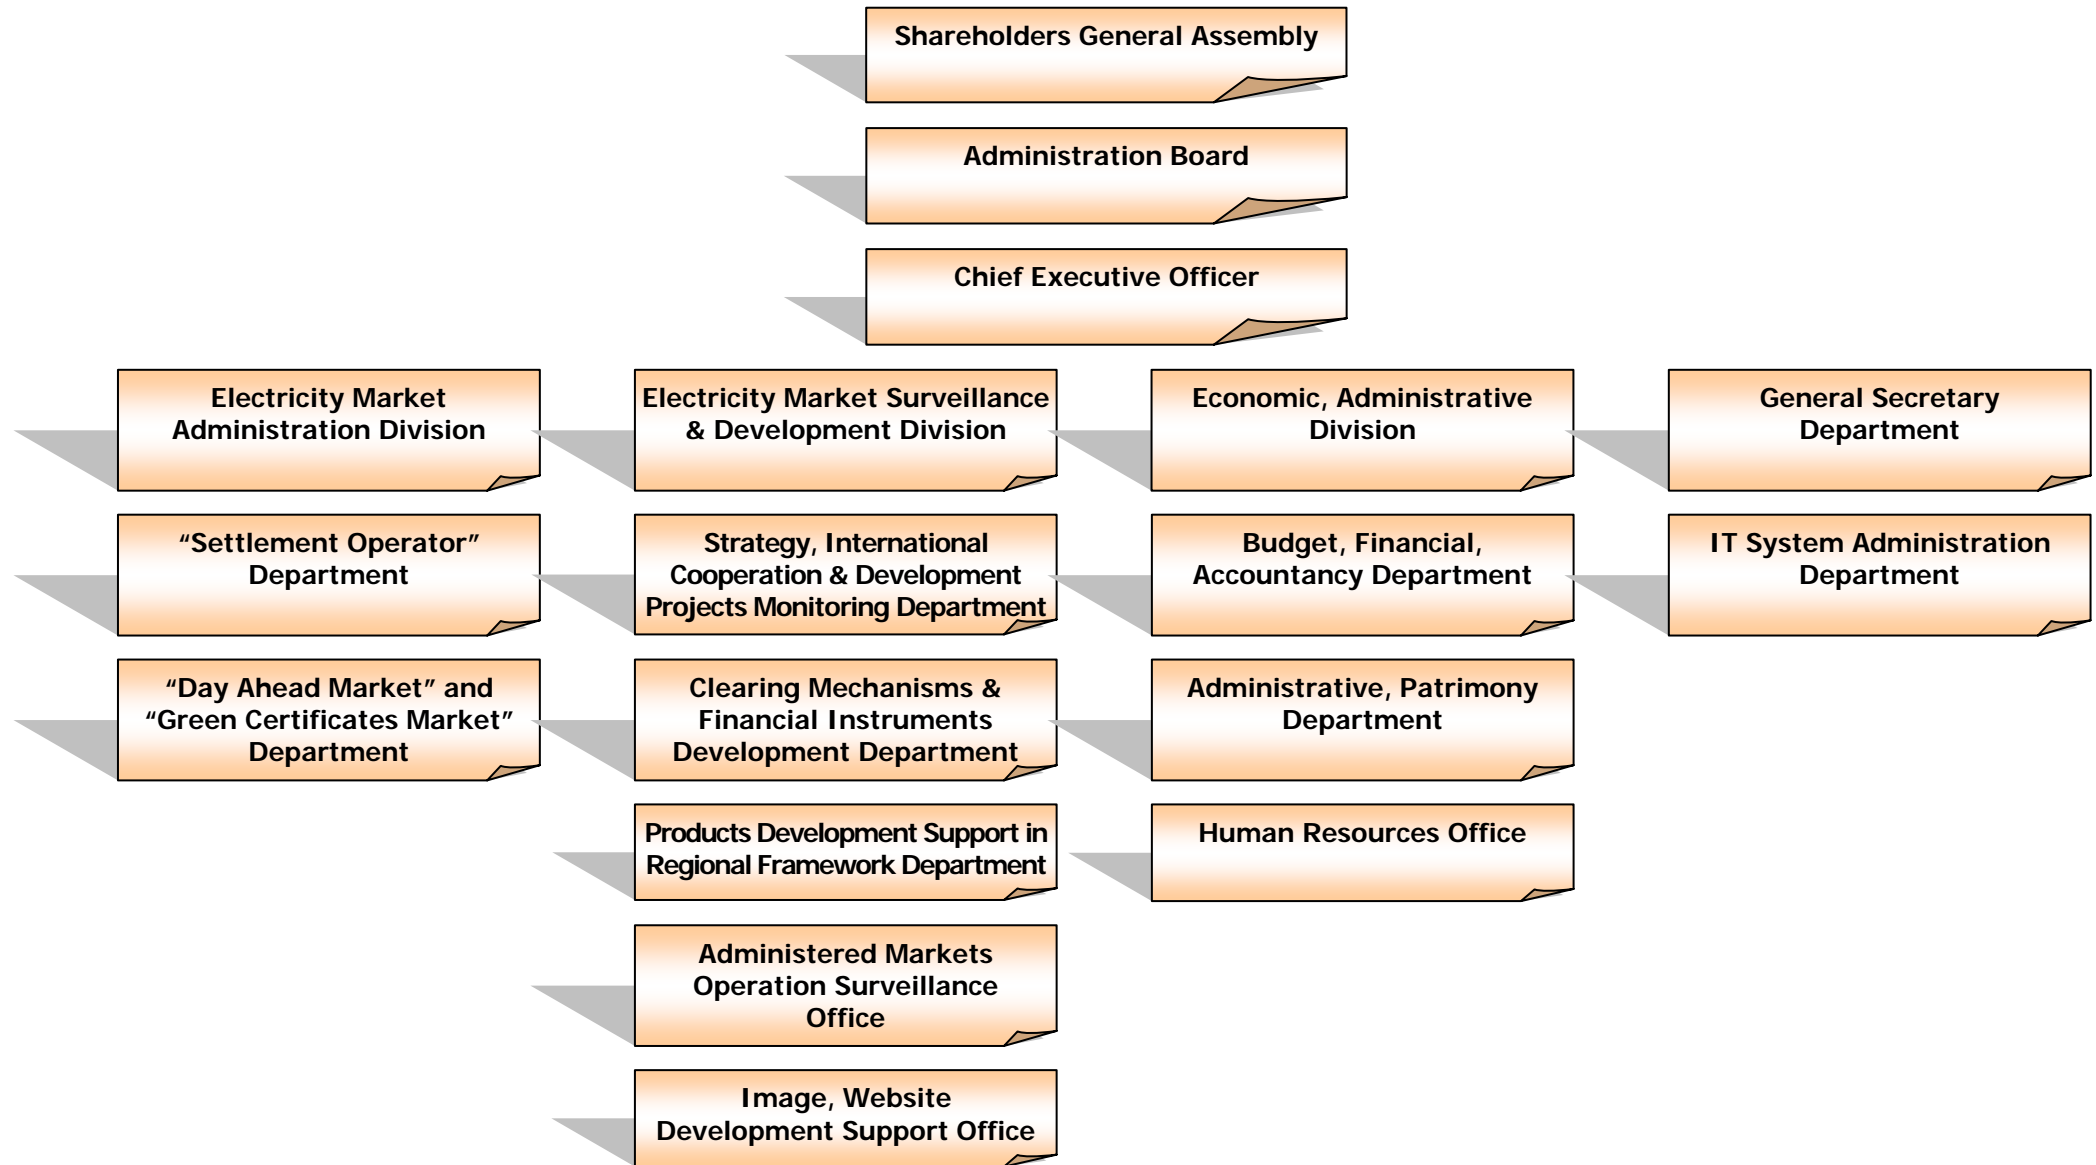 Shareholders General Assembly
Administration Board
Chief Executive Officer
Electricity Market
Administration Division
Electricity Market Surveillance
& Development Division
Economic, Administrative
Division
General Secretary
Department
“Settlement Operator”
Department
Strategy, International
Cooperation & Development
Projects Monitoring Department
Budget, Financial,
Accountancy Department
IT System Administration
Department
“Day Ahead Market” and
“Green Certificates Market”
Department
Clearing Mechanisms &
Financial Instruments
Development Department
Administrative, Patrimony
Department
Products Development Support in
Regional Framework Department
Human Resources Office
Administered Markets
Operation Surveillance
Office
Image, Website
Development Support Office